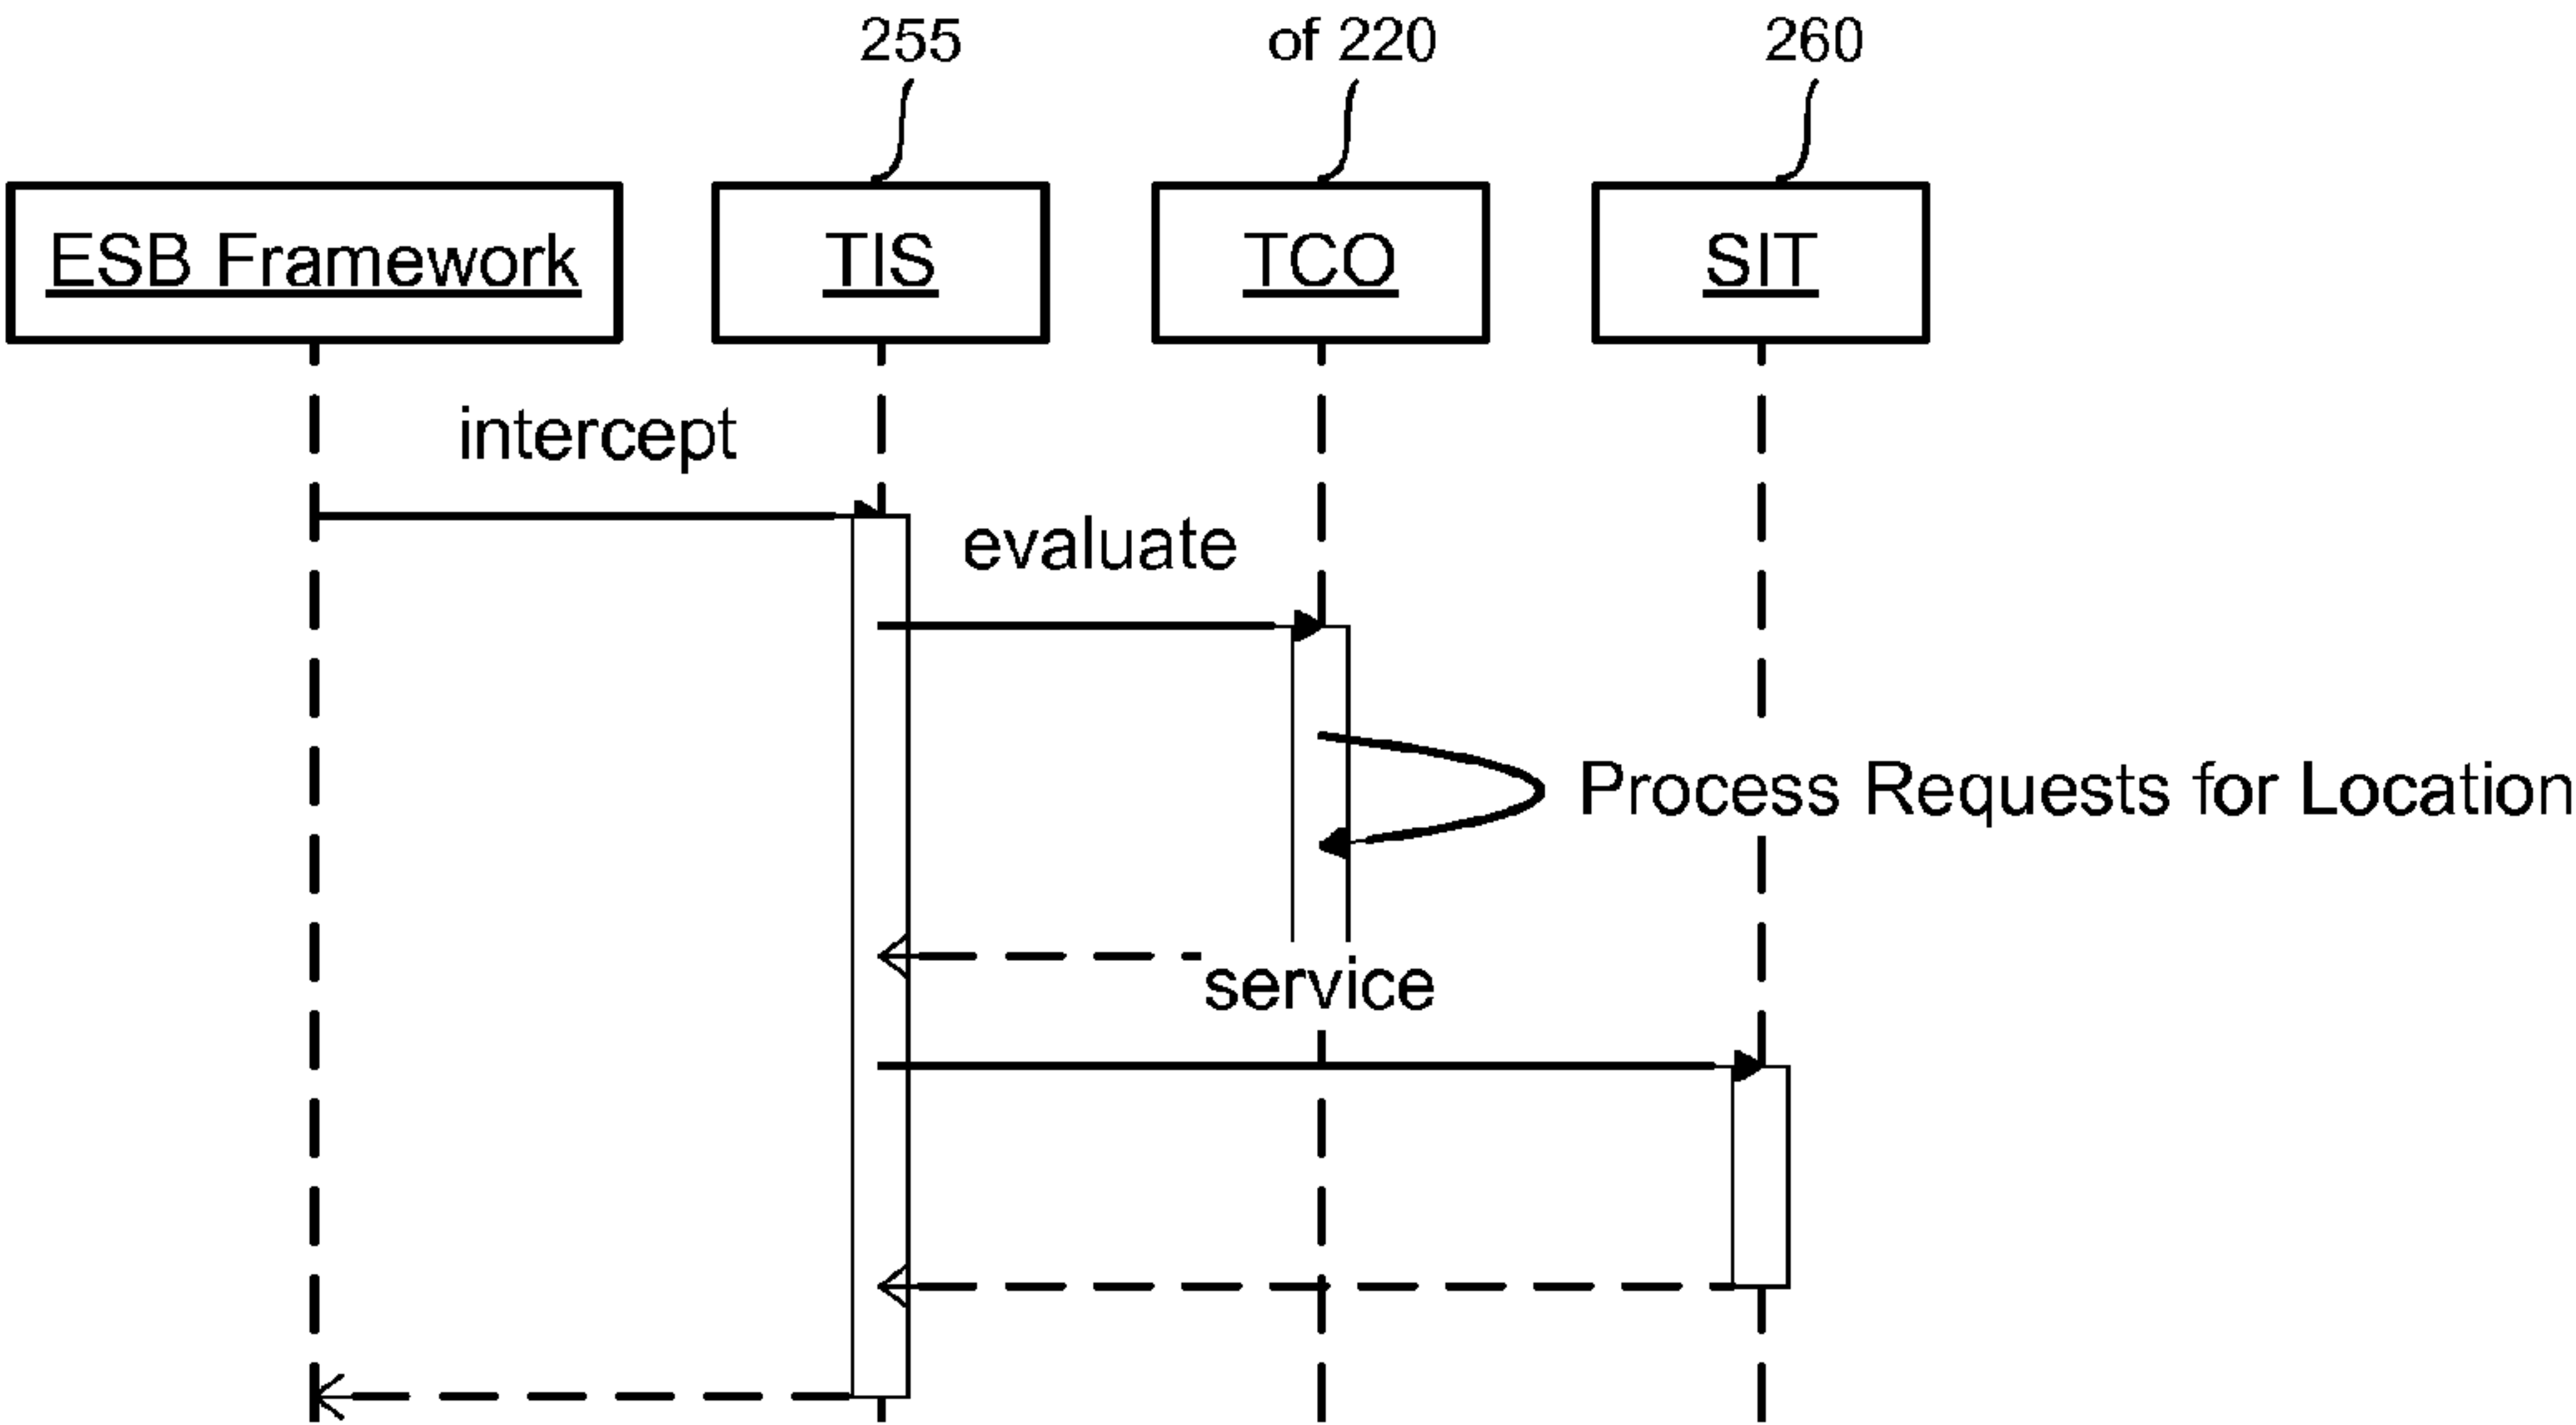 255
of 220
260
ESB Framework
TIS
TCO
SIT
intercept
evaluate
Process Requests for Location
service